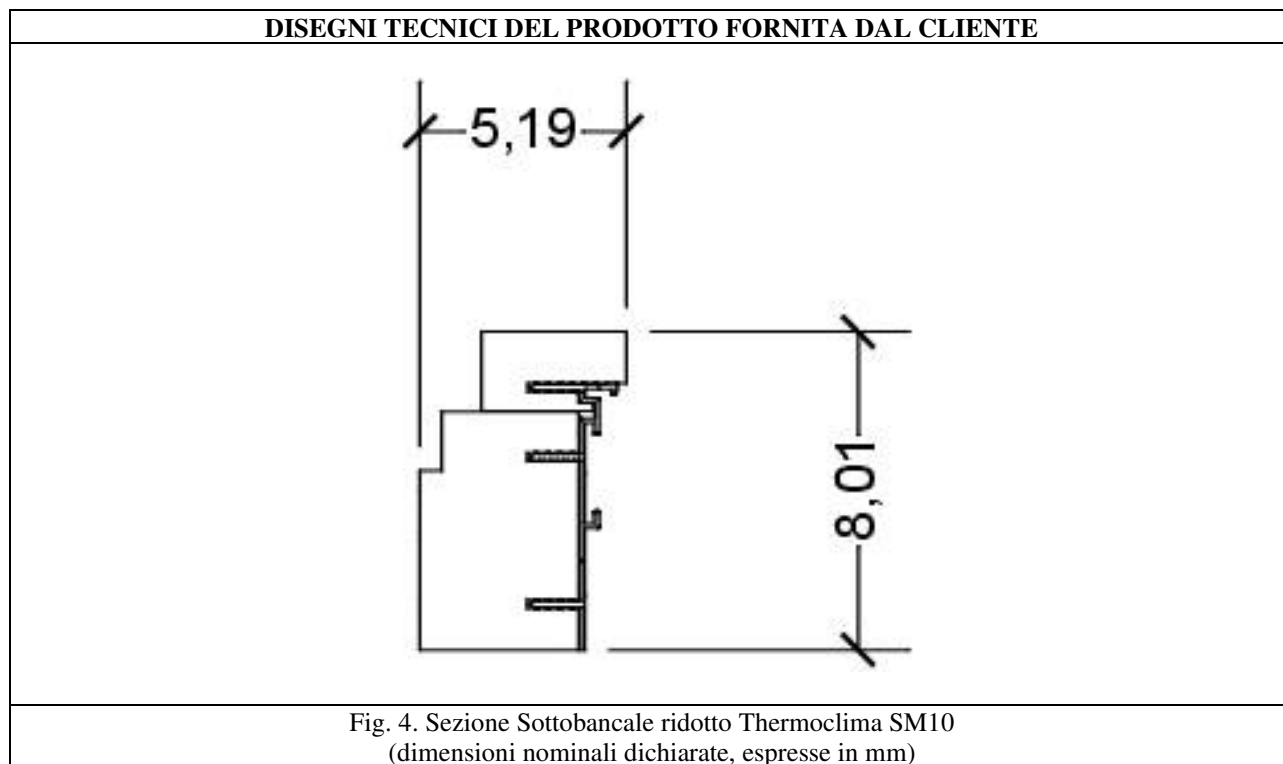 DISEGNI TECNICI DEL PRODOTTO FORNITA DAL CLIENTE
5,19
8,01
Fig. 4. Sezione Sottobancale ridotto Thermoclima SM10
(dimensioni nominali dichiarate, espresse in mm)